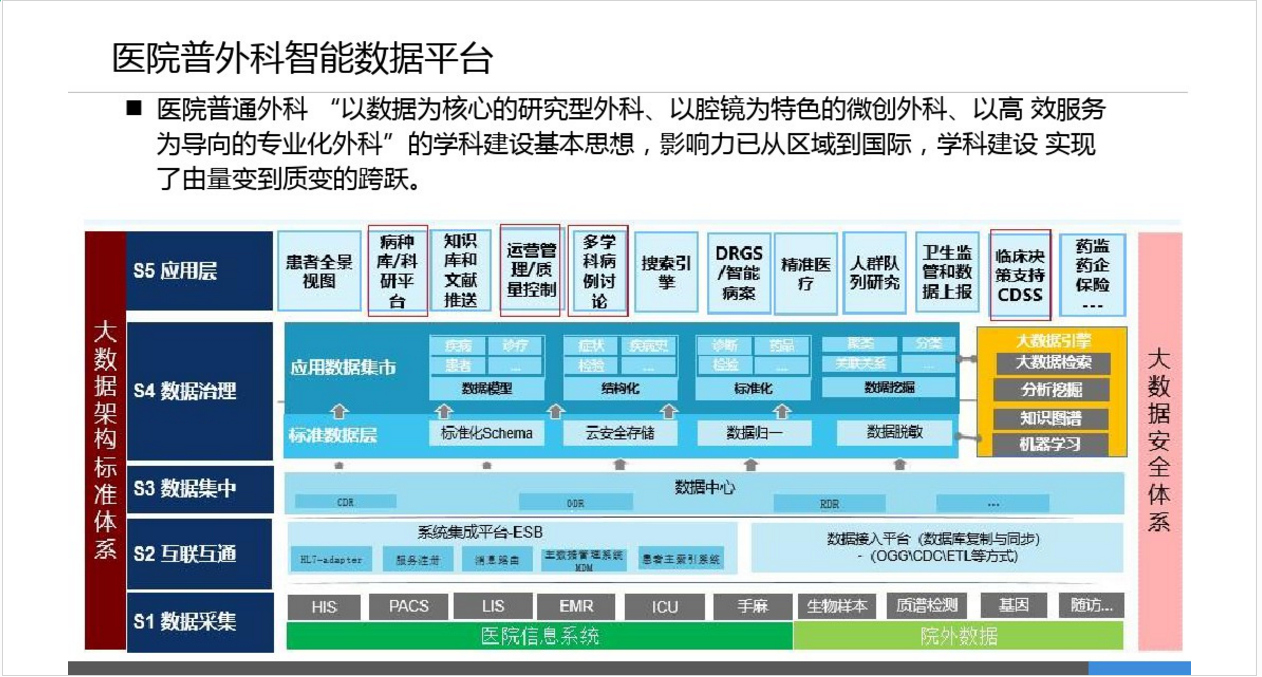 医院普外科智能数据平台
■ 医院普通外科 “以数据为核心的研究型外科、以腔镜为特色的微创外科、以高 效服务
为导向的专业化外科”的学科建设基本思想，影响力已从区域到国际，学科建设 实现
了由量变到质变的跨跃。
大数据架构标准体系
S5 应用层
患者全景
视图
病种
库/科
研平
台
知识
库和
文献
推送
运营管
理/质
量控制
多学
科病
例讨
论
搜索引
擎
DRGS
/智能
病案
精准医
疗
人群队
列研究
卫生监
管和数
据上报
临床决
策支持
CDSS
药监
药企
保险
---
S4 数据治理
应用数据集市
疾病 诊疗
患者 ...
数据模型
症状 疾病史
检验 ...
结构化
诊断 药品
检验 ...
标准化
聚类 分类
关联关系 ...
数据挖掘
标准数据层
标准化Schema
云安全存储
数据归一
数据脱敏
大数据引擎
大数据检索
分析挖掘
知识图谱
机器学习
S3 数据集中
数据中心
CDR ODR RDR ...
S2 互联互通
系统集成平台-ESB
HL7-adapter
服务注册
消息路由
主数据管理系统
MDM
患者主索引系统
数据接入平台（数据库复制与同步）
- （OGG\CDC\ETL等方式)
S1 数据采集
HIS PACS LIS EMR ICU 手麻 生物样本 质谱检测 基因 随访...
医院信息系统
院外数据
大数据安全体系